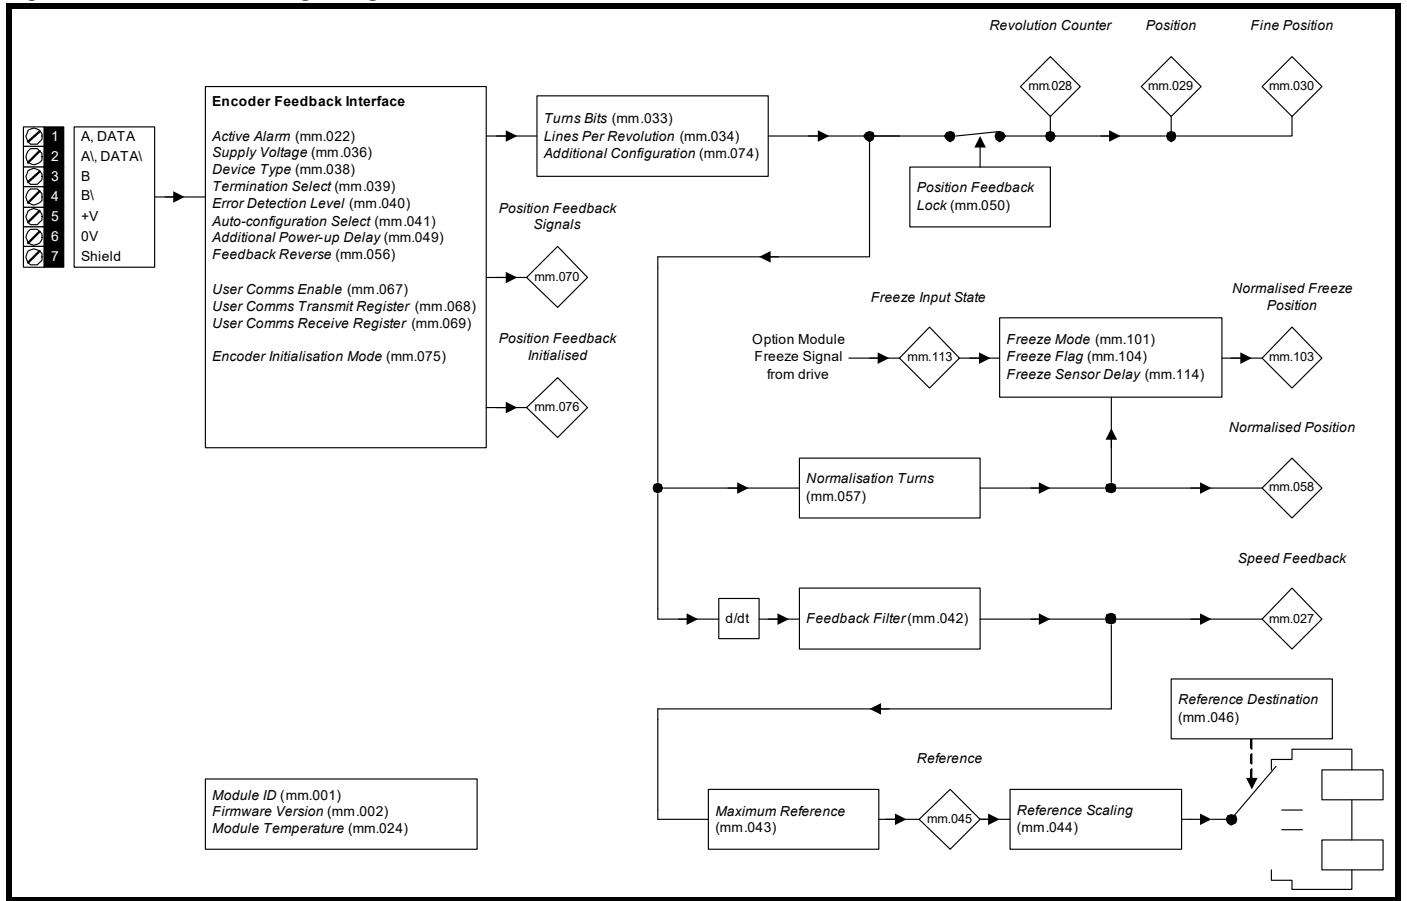 Revolution Counter
Position
Fine Position
mm.028
mm.029
mm.030
Encoder Feedback Interface
Active Alarm (mm.022)
Supply Voltage (mm.036)
Device Type (mm.038)
Termination Select (mm.039)
Error Detection Level (mm.040)
Auto-configuration Select (mm.041)
Additional Power-up Delay (mm.049)
Feedback Reverse (mm.056)
User Comms Enable (mm.067)
User Comms Transmit Register (mm.068)
User Comms Receive Register (mm.069)
Encoder Initialisation Mode (mm.075)
1 A, DATA
2 A\, DATA\
3 B
4 B\
5 +V
6 0V
7 Shield
Turns Bits (mm.033)
Lines Per Revolution (mm.034)
Additional Configuration (mm.074)
Position Feedback
Lock (mm.050)
Position Feedback
Signals
mm.070
Position Feedback
Initialised
mm.076
Freeze Input State
Normalised Freeze
Position
Option Module
Freeze Signal
from drive
mm.113
Freeze Mode (mm.101)
Freeze Flag (mm.104)
Freeze Sensor Delay (mm.114)
mm.103
Normalised Position
Normalisation Turns
(mm.057)
mm.058
Speed Feedback
d/dt
Feedback Filter (mm.042)
mm.027
Reference Destination
(mm.046)
Reference
Maximum Reference
(mm.043)
mm.045
Reference Scaling
(mm.044)
Module ID (mm.001)
Firmware Version (mm.002)
Module Temperature (mm.024)